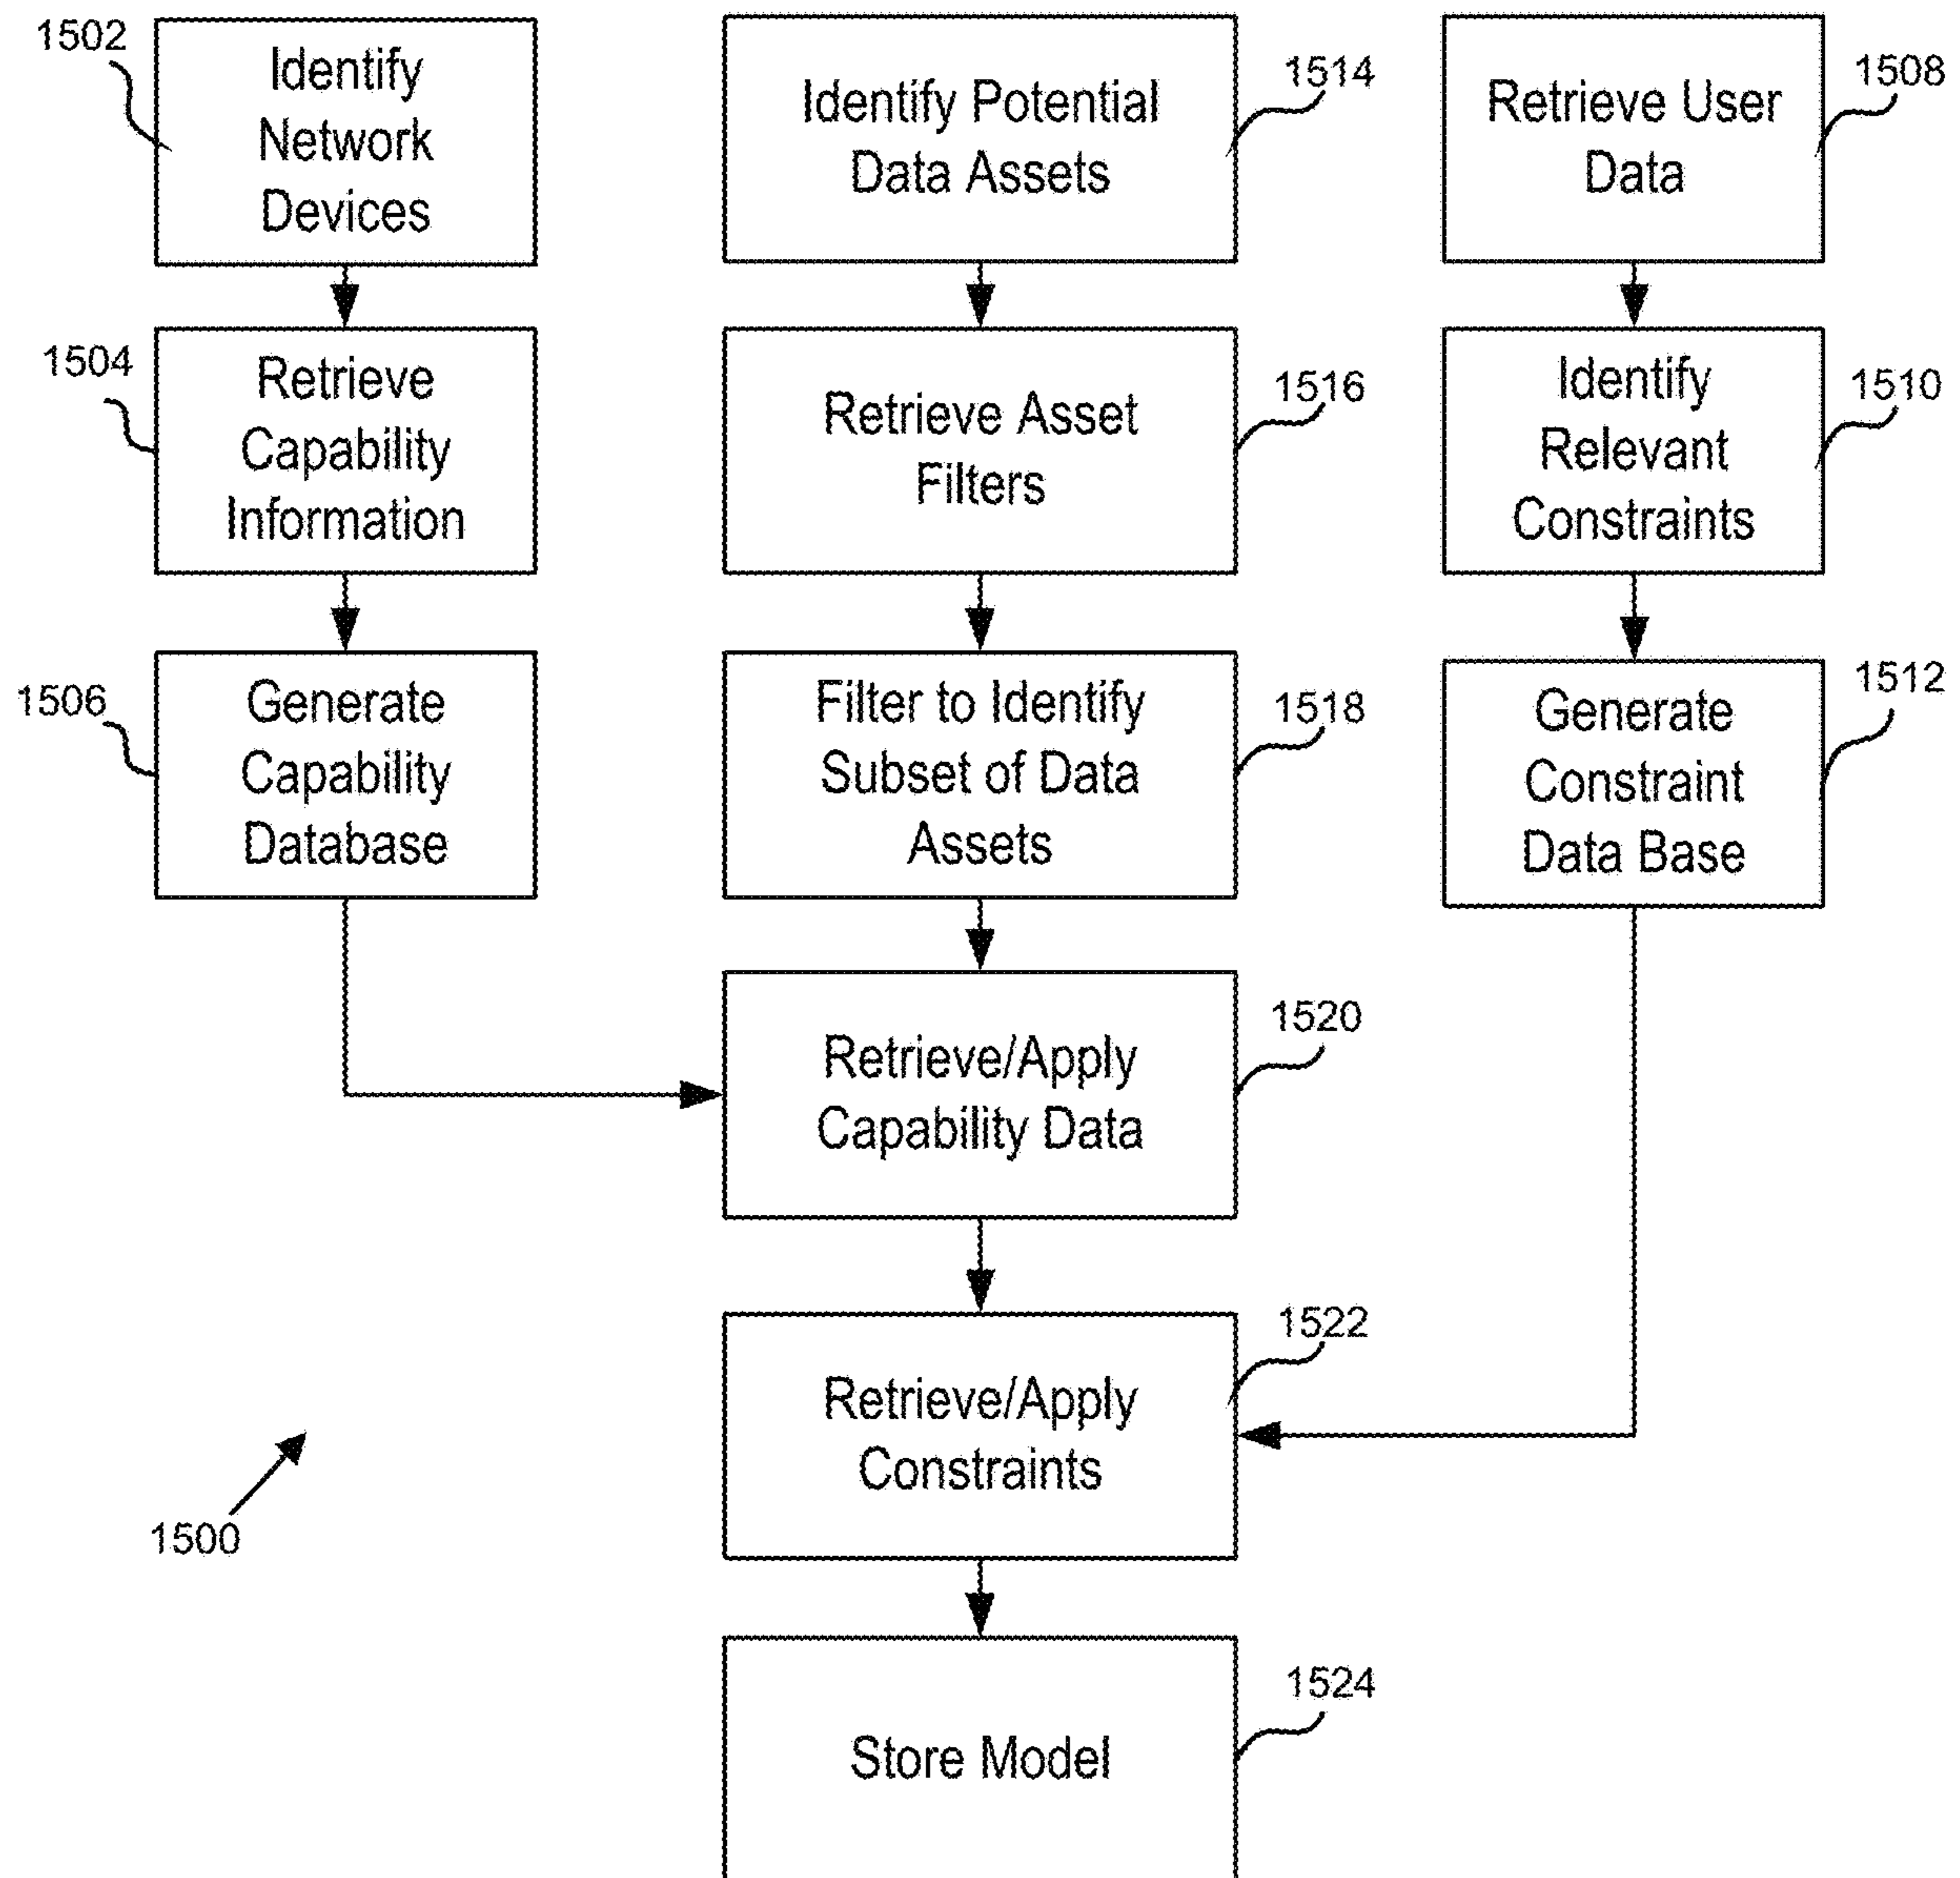 1502
Identify
Network
Devices
1514
Identify Potential
Data Assets
1508
Retrieve User
Data
1504
Retrieve
Capability
Information
1516
Retrieve Asset
Filters
1510
Identify
Relevant
Constraints
1506
Generate
Capability
Database
1518
Filter to Identify
Subset of Data
Assets
1512
Generate
Constraint
Data Base
1520
Retrieve/Apply
Capability Data
1522
Retrieve/Apply
Constraints
1500
1524
Store Model